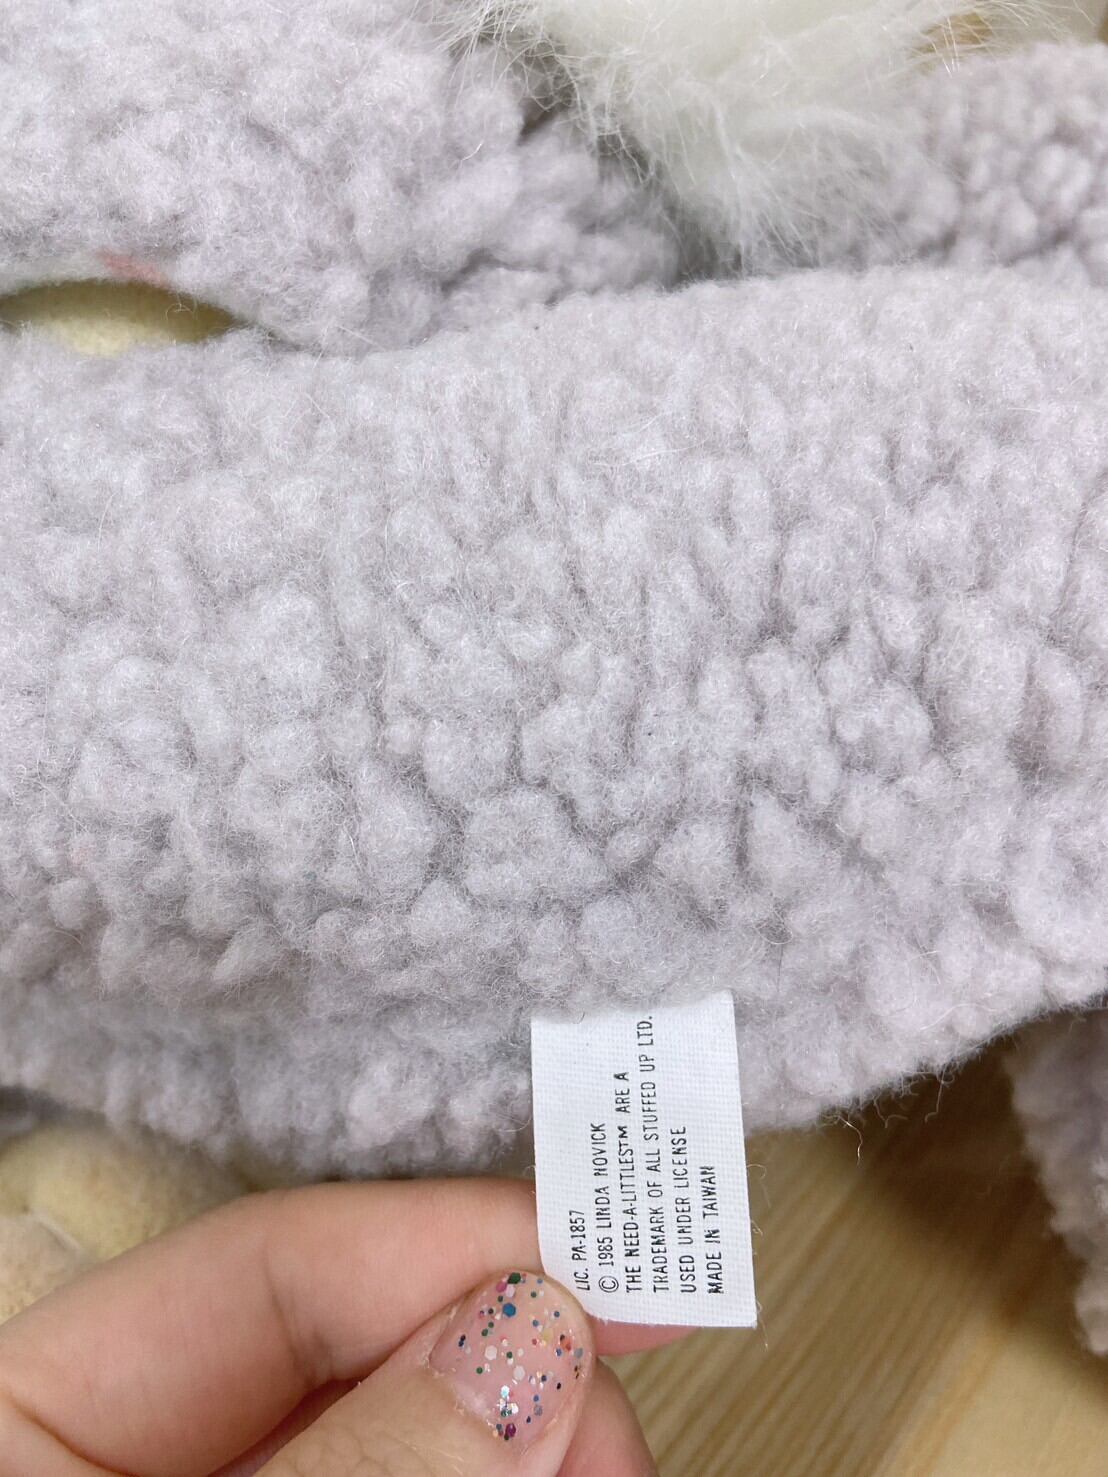 LIC. PA-1857
© 1985 LINDA NOVICK
THE NEED-A-LITTLESTM ARE A
TRADEMARK OF ALL STUFFED UP LTD.
USED UNDER LICENSE
MADE IN TAIWAN